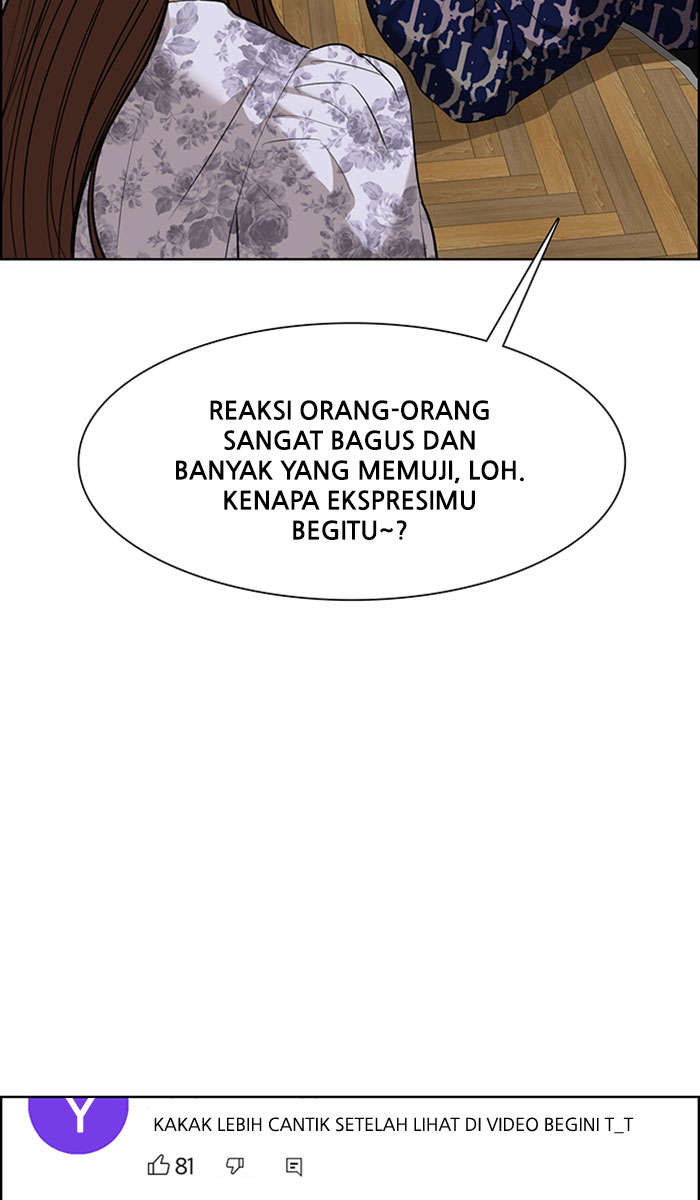 REAKSI ORANG-ORANG
SANGAT BAGUS DAN
BANYAK YANG MEMUJI, LOH.
KENAPA EKSPRESIMU
BEGITU~?
Y
KAKAK LEBIH CANTIK SETELAH LIHAT DI VIDEO BEGINI T_T
81